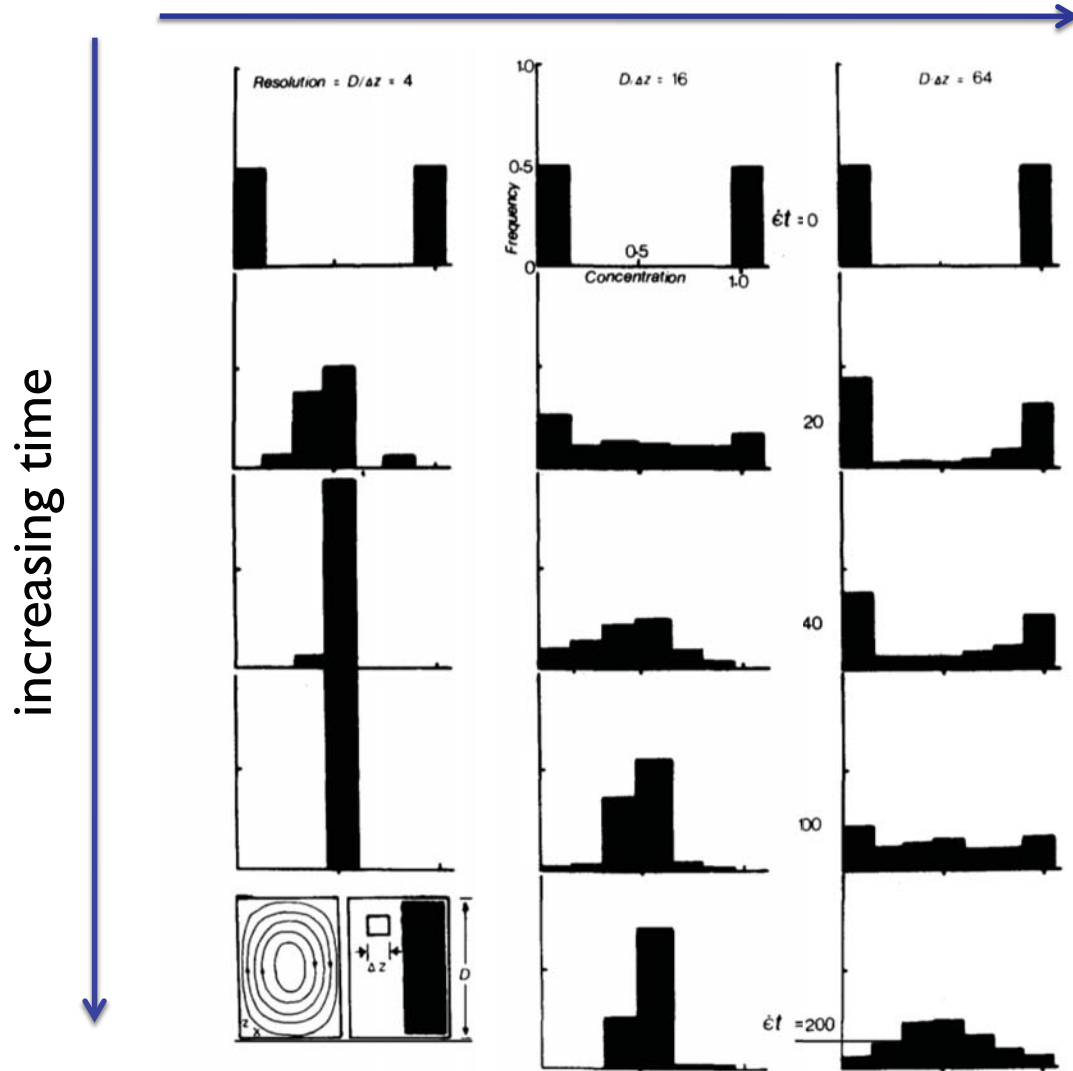 Resolution = D/Δz = 4
D/Δz = 16
D Δz = 64
1·0
0·5
0
Frequency
0·5
Concentration
1·0
ε̇t = 0
20
40
100
ε̇t = 200
increasing time
Δz
D
z
x